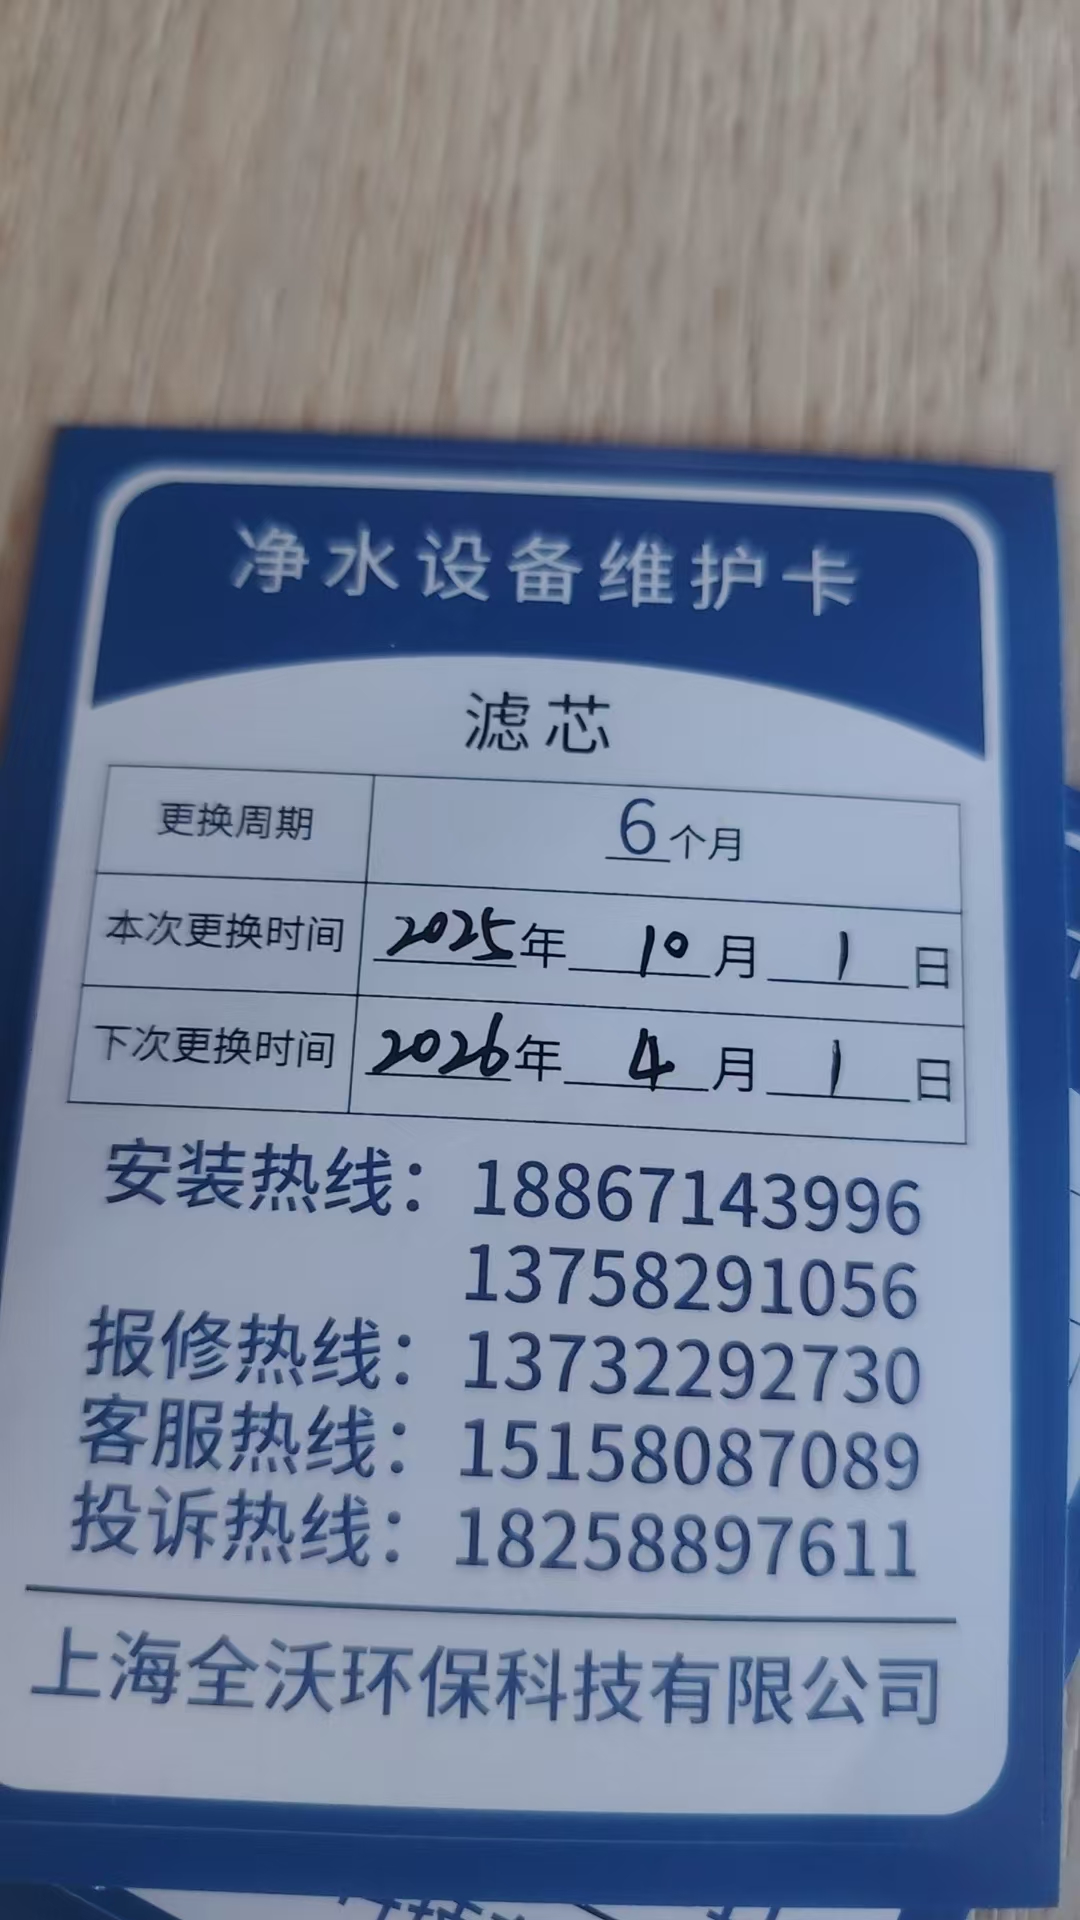 净水设备维护卡
滤芯
更换周期 6个月
本次更换时间 2025年 10月 1日
下次更换时间 2026年 4月 1日
安装热线：18867143996
13758291056
报修热线：13732292730
客服热线：15158087089
投诉热线：18258897611
上海全沃环保科技有限公司